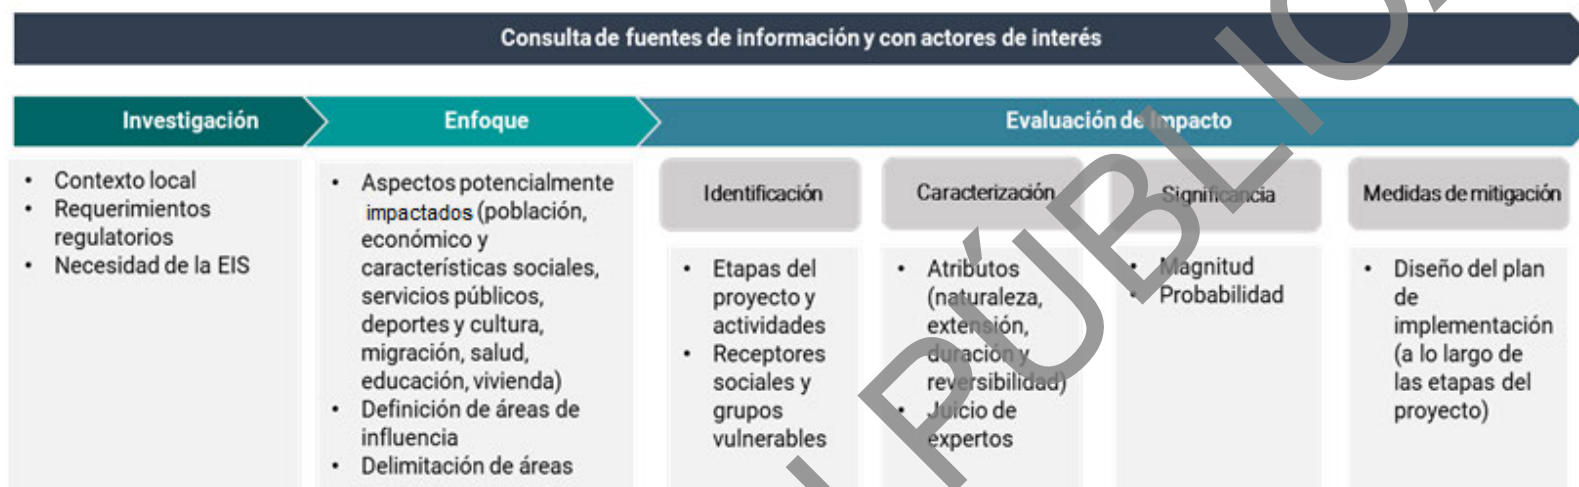 Consulta de fuentes de información y con actores de interés
Investigación
Enfoque
Evaluación de Impacto
• Contexto local
• Requerimientos
regulatorios
• Necesidad de la EIS
• Aspectos potencialmente
impactados (población,
económico y
características sociales,
servicios públicos,
deportes y cultura,
migración, salud,
educación, vivienda)
• Definición de áreas de
influencia
• Delimitación de áreas
Identificación
• Etapas del
proyecto y
actividades
• Receptores
sociales y
grupos
vulnerables
Caracterización
• Atributos
(naturaleza,
extensión,
duración y
reversibilidad)
• Juicio de
expertos
Significancia
• Magnitud
• Probabilidad
Medidas de mitigación
• Diseño del plan
de
implementación
(a lo largo de
las etapas del
proyecto)
PÚBLICA